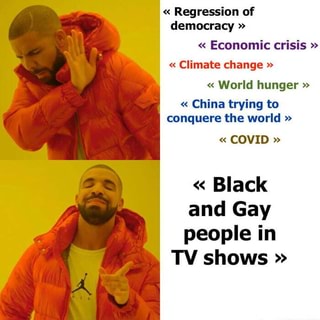 « Regression of
democracy »
« Economic crisis »
« Climate change »
« World hunger »
« China trying to
conquere the world »
« COVID »
« Black
and Gay
people in
TV shows »